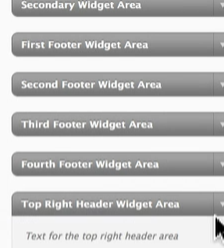 Secondary Widget Area
First Footer Widget Area
Second Footer Widget Area
Third Footer Widget Area
Fourth Footer Widget Area
Top Right Header Widget Area
Text for the top right header area